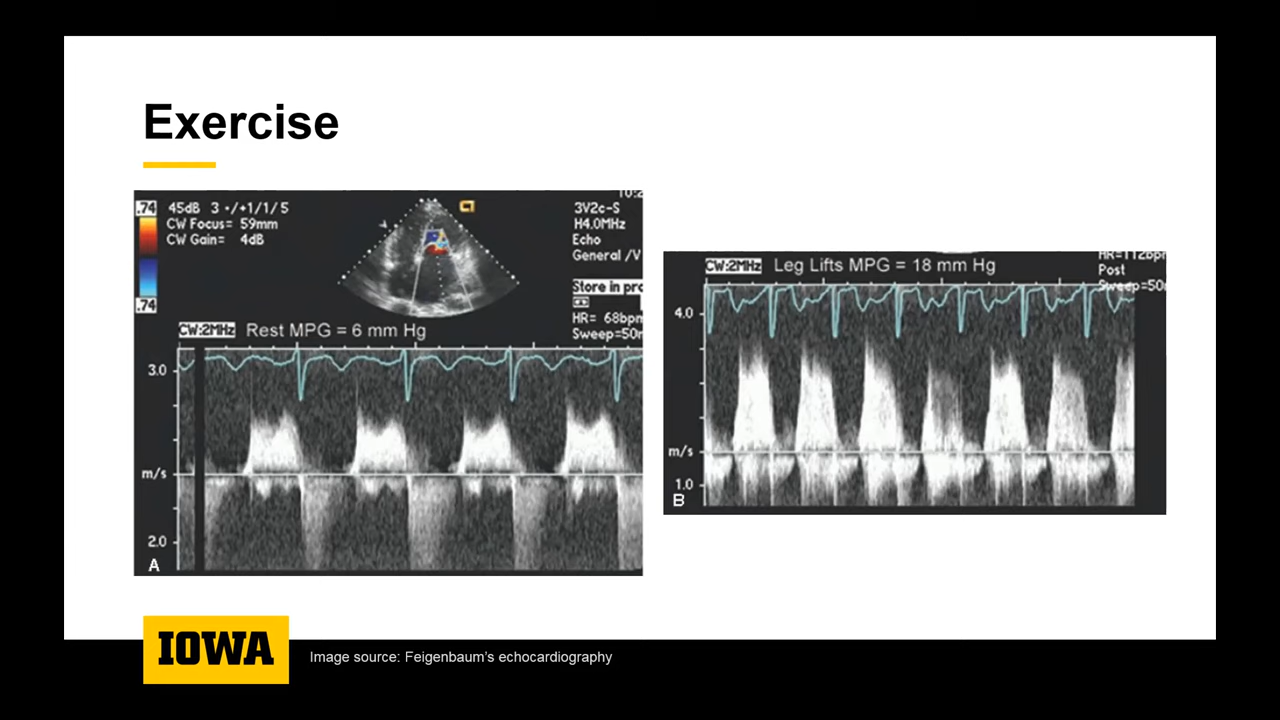 Exercise
.74
45dB 3 ·/+1/1/5
CW Focus= 59mm
CW Gain= 4dB
.74
3V2c-S
H4.0MHz
Echo
General /V
Store in pro
HR= 68bpm
Sweep=50m
CW:2MHz Rest MPG = 6 mm Hg
3.0
m/s
2.0
A
CW:2MHz Leg Lifts MPG = 18 mm Hg
HR=112bpm
Post
Sweep=50
4.0
m/s
1.0
B
IOWA
Image source: Feigenbaum's echocardiography